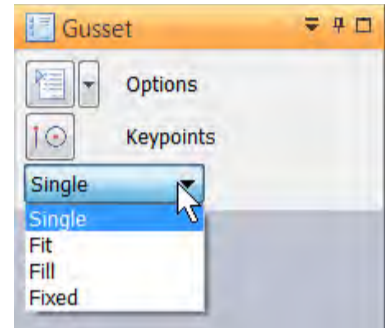 Gusset
Options
Keypoints
Single
Single
Fit
Fill
Fixed